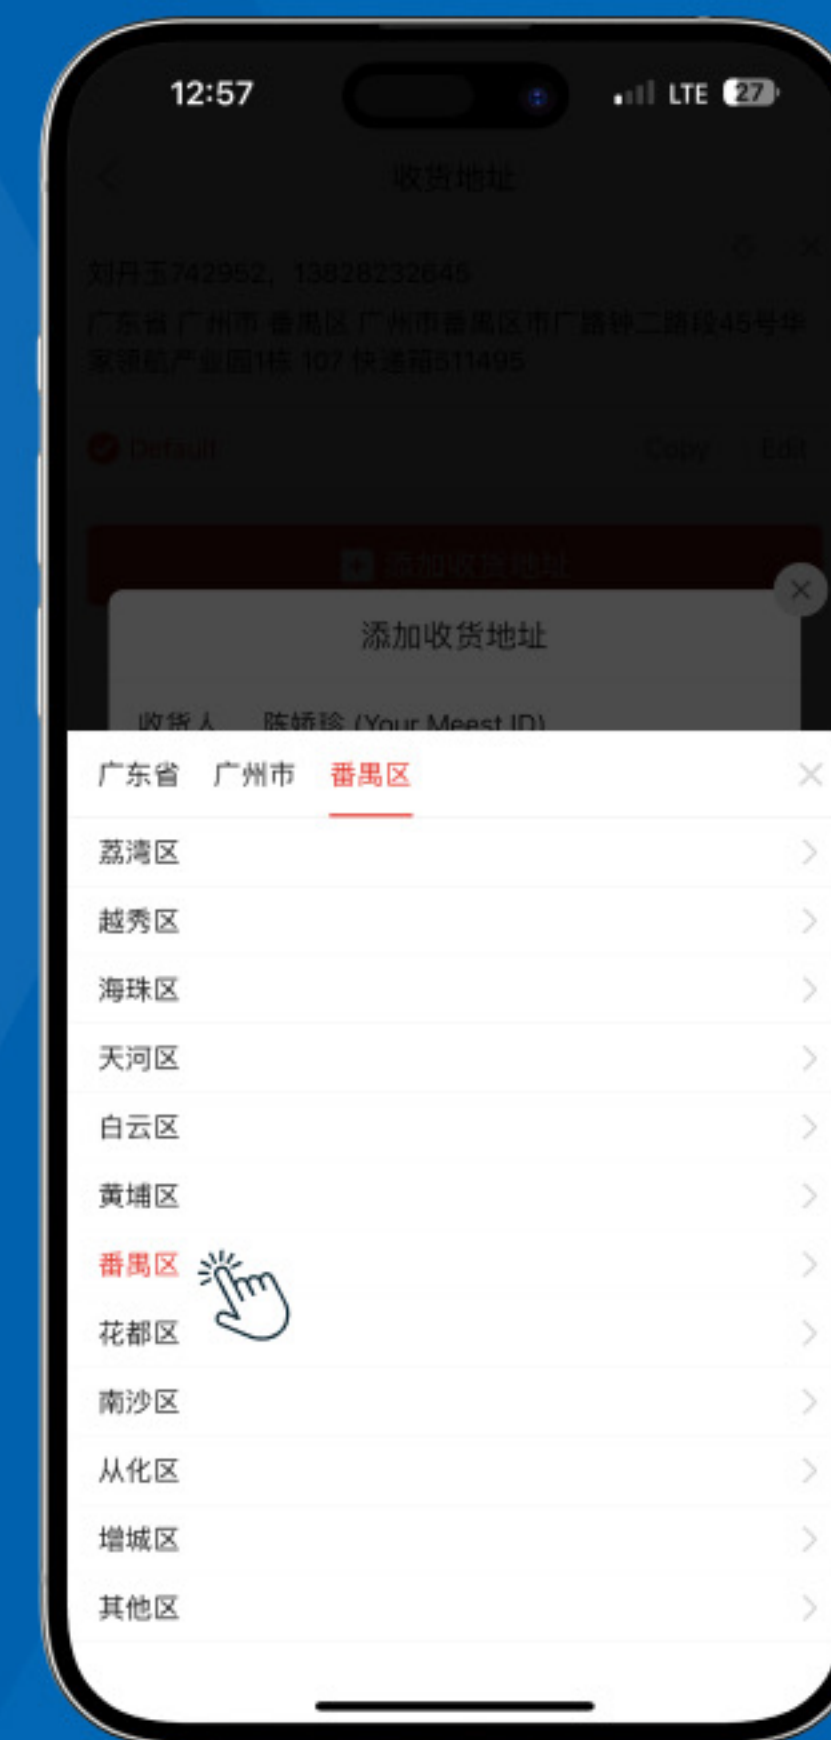 12:57 LTE 27
收货地址
刘丹玉742952, 13828232645
广东省 广州市 番禺区 广州市番禺区市广路钟二路段45号华
家领航产业园1栋 107 快递箱511495
Default Copy Edit
添加收货地址
添加收货地址
收货人 陈娇珍 (Your Meest ID)
广东省 广州市 番禺区
荔湾区
越秀区
海珠区
天河区
白云区
黄埔区
番禺区
花都区
南沙区
从化区
增城区
其他区